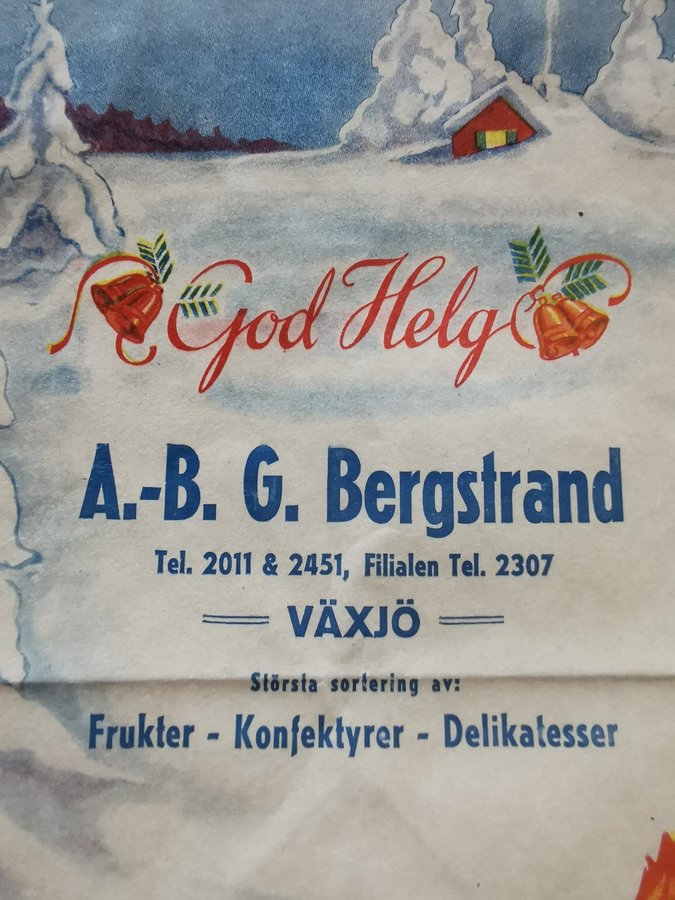 God Helg
A.-B. G. Bergstrand
Tel. 2011 & 2451, Filialen Tel. 2307
VÄXJÖ
Största sortering av:
Frukter - Konfektyrer - Delikatesser